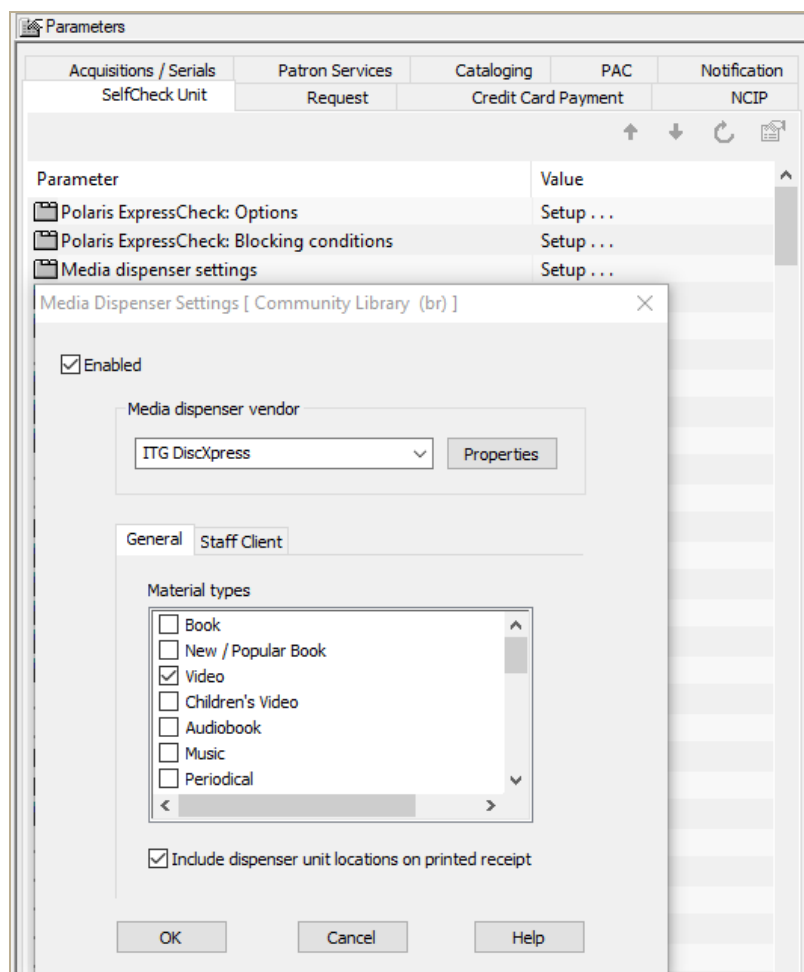 Parameters
Acquisitions / Serials Patron Services Cataloging PAC Notification
SelfCheck Unit Request Credit Card Payment NCIP
Parameter Value
Polaris ExpressCheck: Options Setup . . .
Polaris ExpressCheck: Blocking conditions Setup . . .
Media dispenser settings Setup . . .
Media Dispenser Settings [ Community Library (br) ]
Enabled
Media dispenser vendor
ITG DiscXpress Properties
General Staff Client
Material types
Book
New / Popular Book
Video
Children's Video
Audiobook
Music
Periodical
Include dispenser unit locations on printed receipt
OK Cancel Help